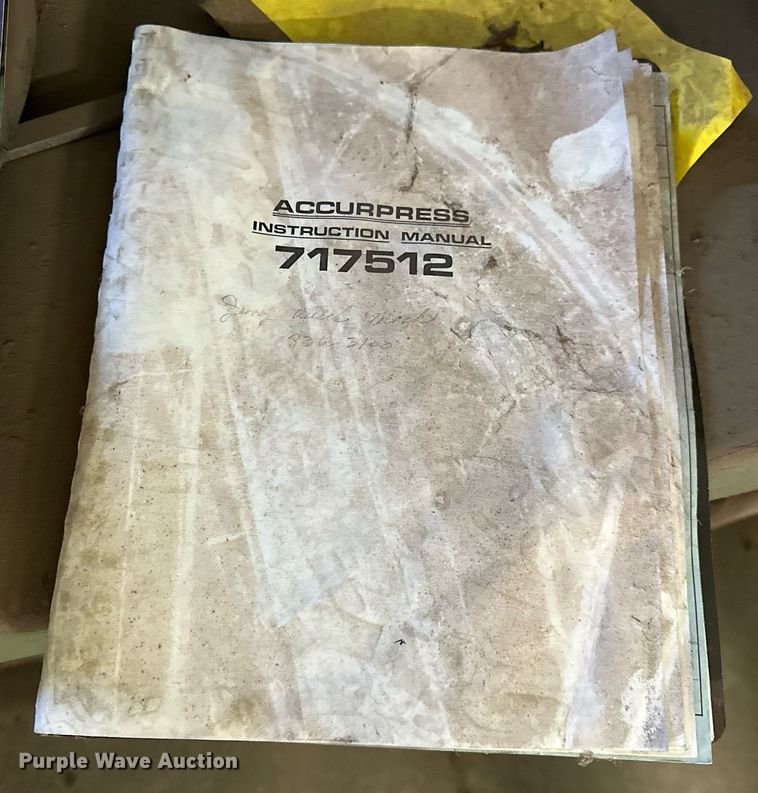 ACCURPRESS
INSTRUCTION MANUAL
717512
Purple Wave Auction